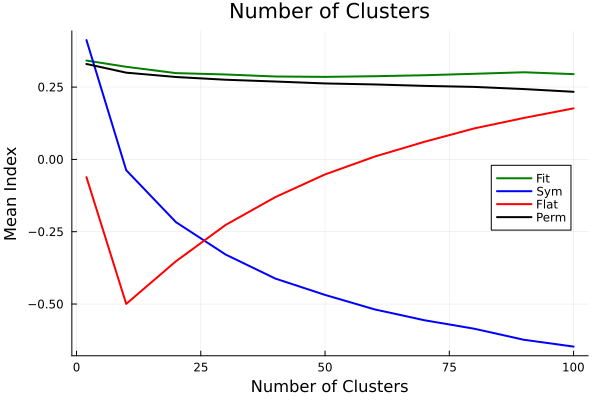 Number of Clusters
0.25
0.00
−0.25
−0.50
Mean Index
Fit
Sym
Flat
Perm
0
25
50
75
100
Number of Clusters